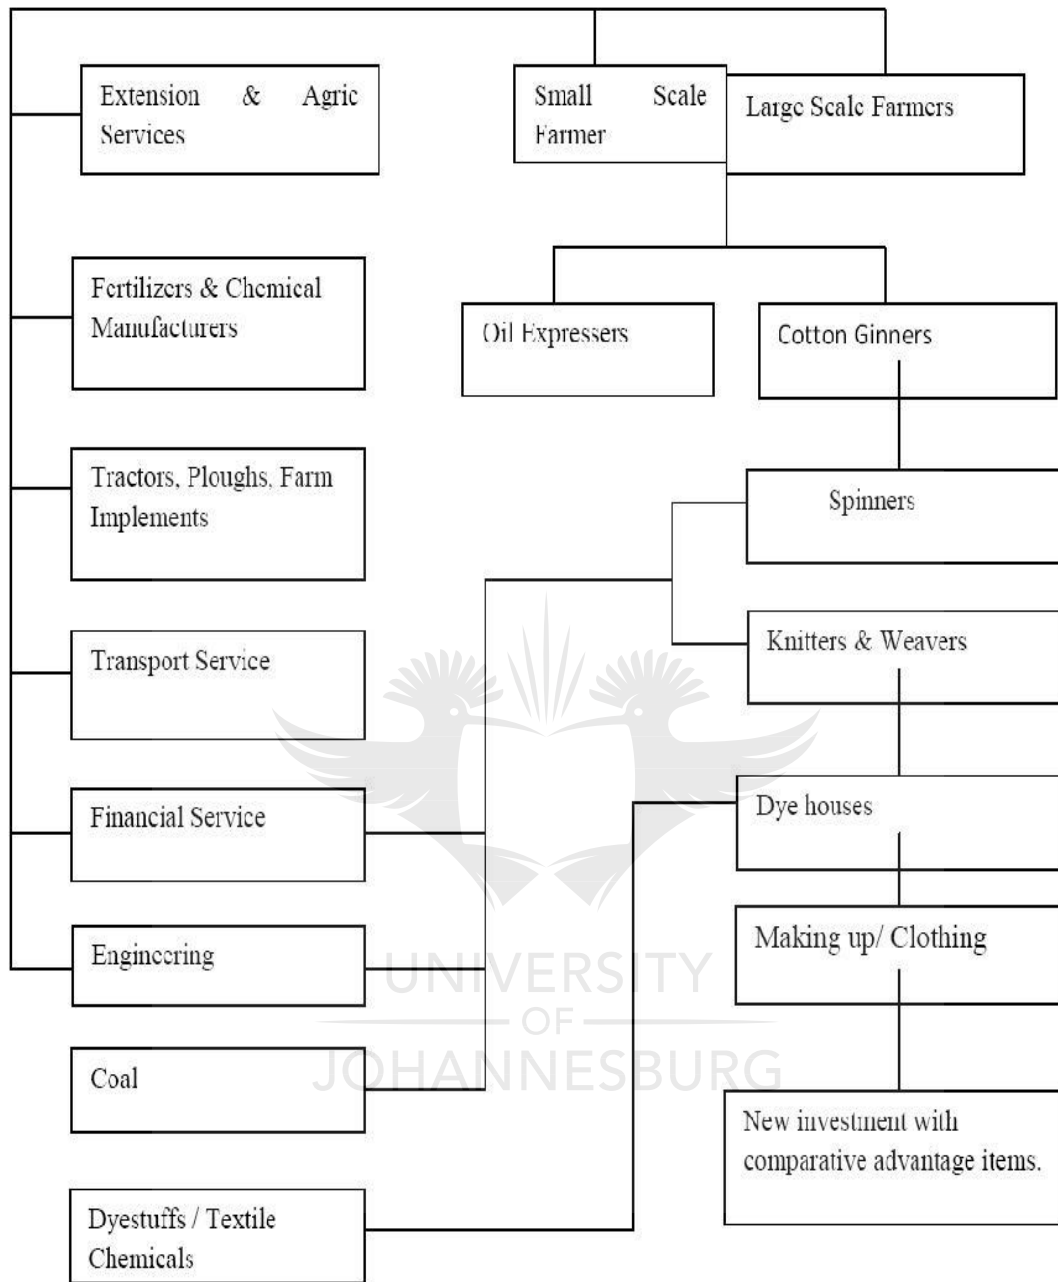 Extension & Agric
Services
Small Scale
Farmer
Large Scale Farmers
Fertilizers & Chemical
Manufacturers
Oil Expressers
Cotton Ginners
Tractors, Ploughs, Farm
Implements
Spinners
Transport Service
Knitters & Weavers
Financial Service
Dye houses
Engineering
Making up/ Clothing
UNIVERSITY
OF
JOHANNESBURG
Coal
New investment with
comparative advantage items.
Dyestuffs / Textile
Chemicals